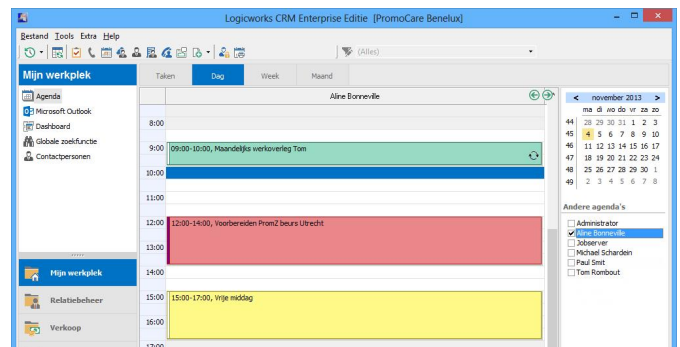 Logicworks CRM Enterprise Editie [PromoCare Benelux]
Bestand Tools Extra Help
(Alles)
Mijn werkplek
Taken Dag Week Maand
Agenda
Microsoft Outlook
Dashboard
Globale zoekfunctie
Contactpersonen
Mijn werkplek
Relatiebeheer
Verkoop
Aline Bonneville
8:00
9:00 09:00-10:00, Maandelijks werkoverleg Tom
10:00
11:00
12:00 12:00-14:00, Voorbereiden PromZ beurs Utrecht
13:00
14:00
15:00 15:00-17:00, Vrije middag
16:00
17:00
< november 2013 >
ma di wo do vr za zo
44 28 29 30 31 1 2 3
45 4 5 6 7 8 9 10
46 11 12 13 14 15 16 17
47 18 19 20 21 22 23 24
48 25 26 27 28 29 30 1
49 2 3 4 5 6 7 8
Andere agenda's
Administrator
Aline Bonneville
Jobserver
Michael Schardein
Paul Smit
Tom Rombout